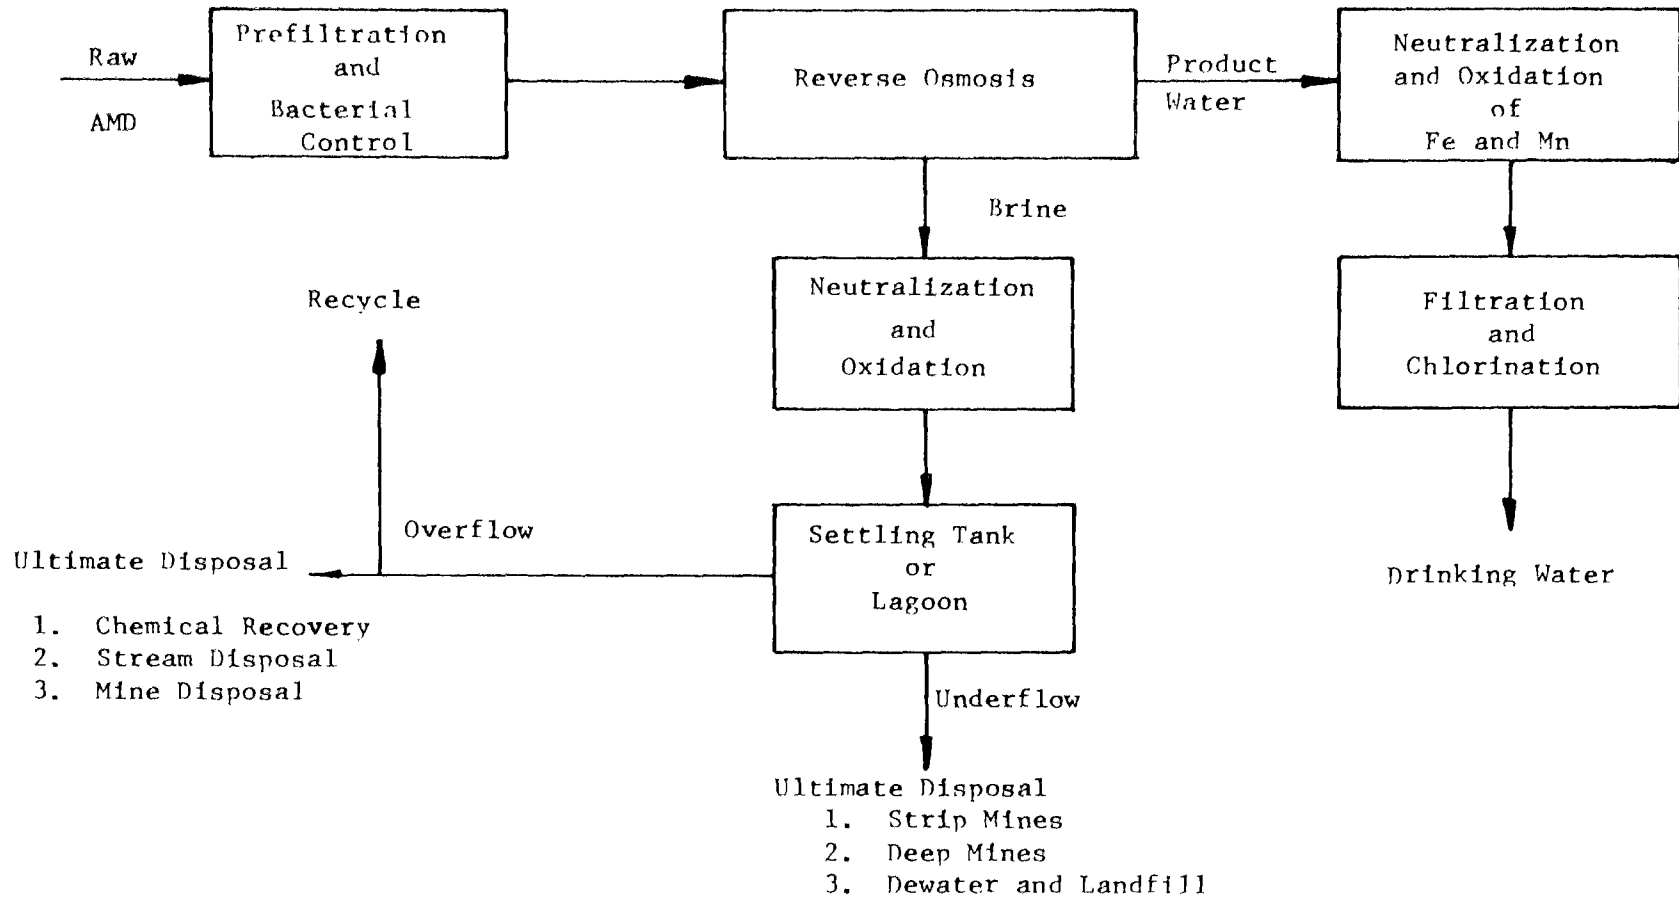 Raw
AMD
Prefiltration
and
Bacterial
Control
Reverse Osmosis
Product
Water
Neutralization
and Oxidation
of
Fe and Mn
Brine
Neutralization
and
Oxidation
Filtration
and
Chlorination
Recycle
Overflow
Settling Tank
or
Lagoon
Drinking Water
Ultimate Disposal
1. Chemical Recovery
2. Stream Disposal
3. Mine Disposal
Underflow
Ultimate Disposal
1. Strip Mines
2. Deep Mines
3. Dewater and Landfill